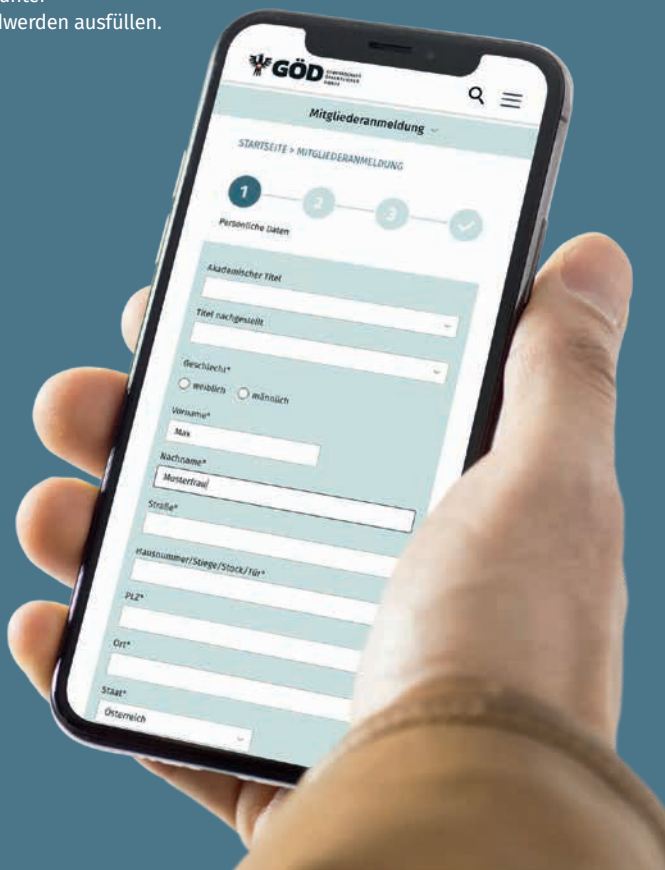 dwerden ausfüllen.
GÖD
Mitgliederanmeldung
STARTSEITE > MITGLIEDERANMELDUNG
1 2 3
Persönliche Daten
Akademischer Titel
Titel nachgestellt
Geschlecht*
weiblich männlich
Vorname*
Max
Nachname*
Musterfrau
Straße*
Hausnummer/Stiege/Stock/Tür*
PLZ*
Ort*
Staat*
Österreich